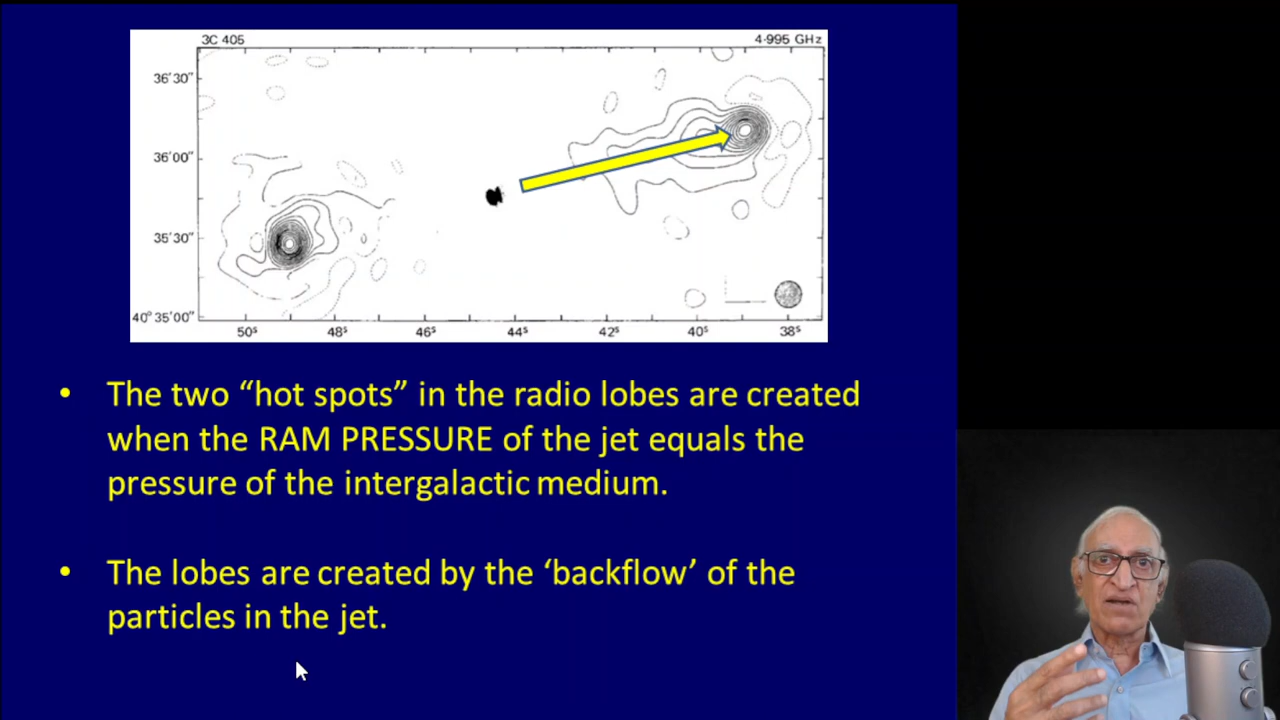 3C 405 4·995 GHz
36'30"
36'00"
35'30"
40° 35'00"
50ˢ 48ˢ 46ˢ 44ˢ 42ˢ 40ˢ 38ˢ
• The two “hot spots” in the radio lobes are created
when the RAM PRESSURE of the jet equals the
pressure of the intergalactic medium.
• The lobes are created by the ‘backflow’ of the
particles in the jet.